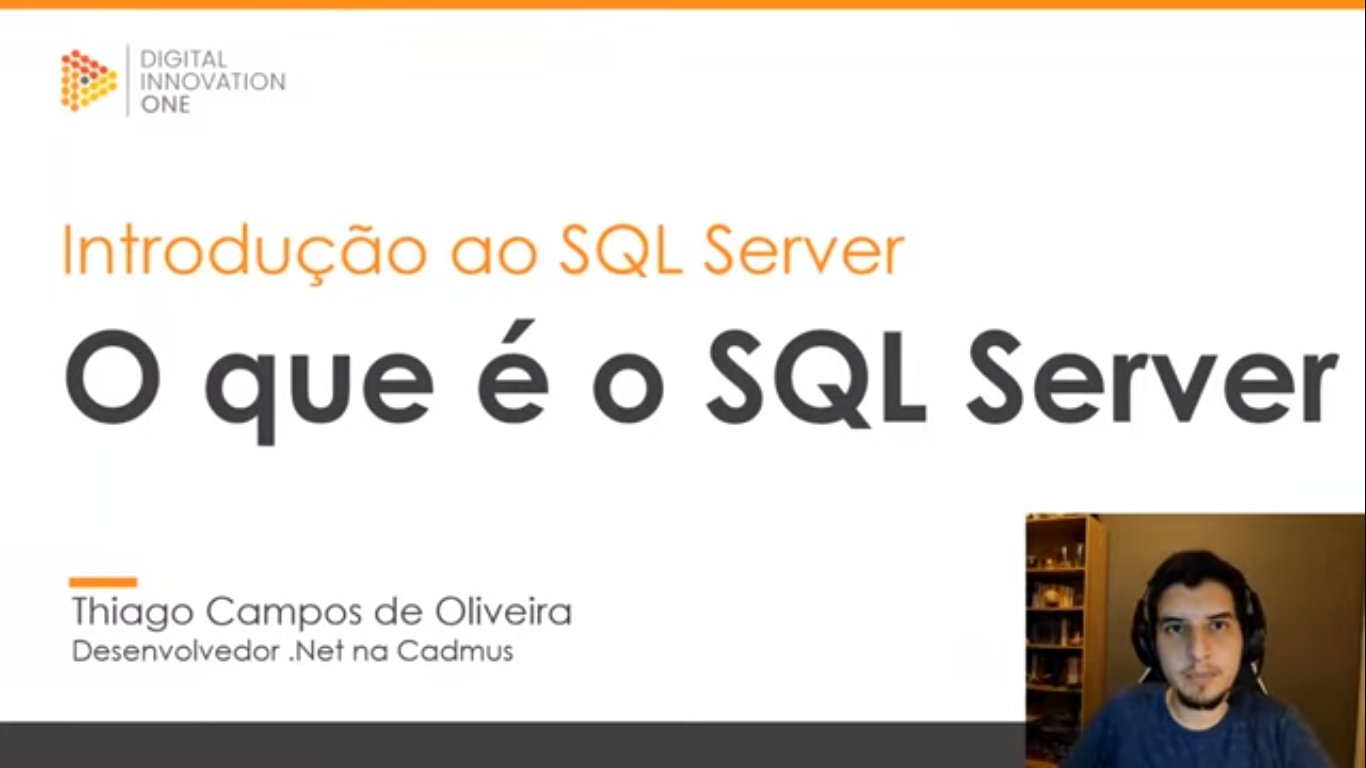 DIGITAL
INNOVATION
ONE
Introdução ao SQL Server
O que é o SQL Server
Thiago Campos de Oliveira
Desenvolvedor .Net na Cadmus